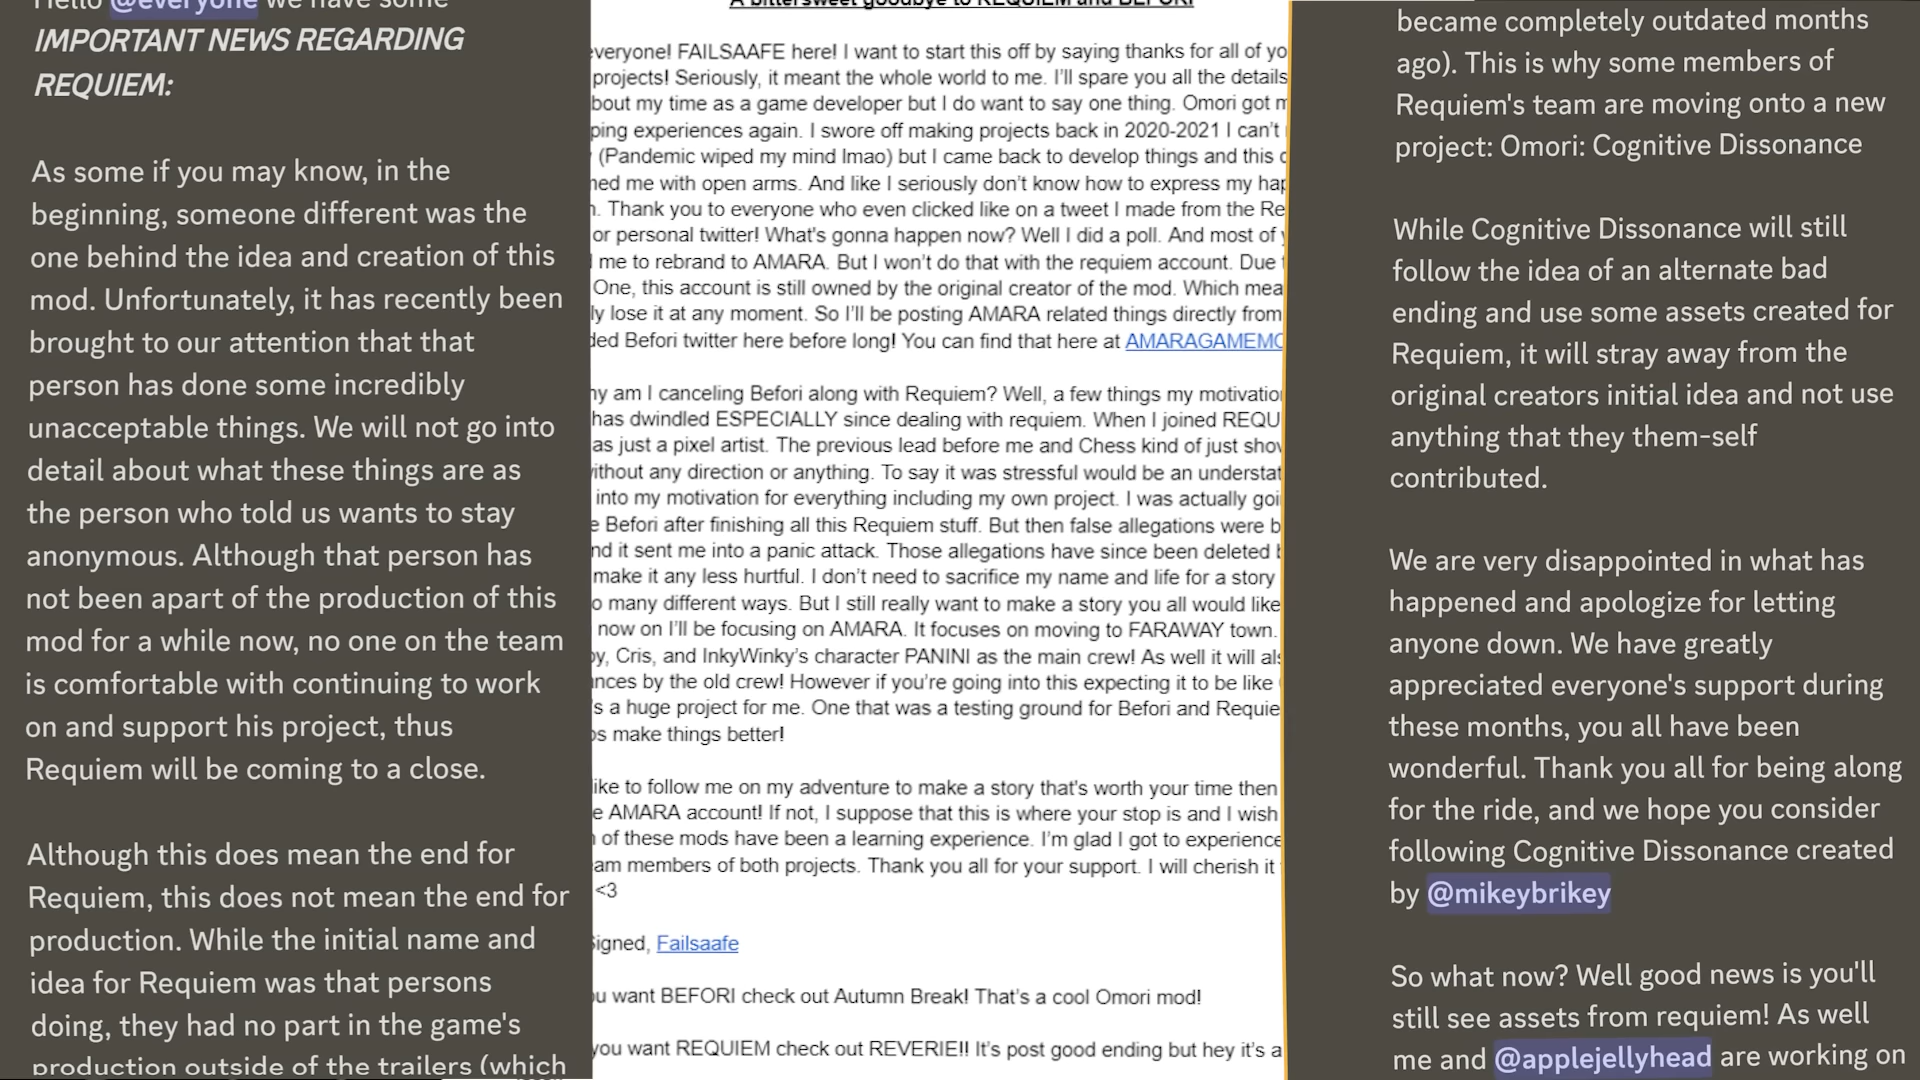 Hello @everyone we have some
IMPORTANT NEWS REGARDING
REQUIEM:
As some if you may know, in the
beginning, someone different was the
one behind the idea and creation of this
mod. Unfortunately, it has recently been
brought to our attention that that
person has done some incredibly
unacceptable things. We will not go into
detail about what these things are as
the person who told us wants to stay
anonymous. Although that person has
not been apart of the production of this
mod for a while now, no one on the team
is comfortable with continuing to work
on and support his project, thus
Requiem will be coming to a close.
Although this does mean the end for
Requiem, this does not mean the end for
production. While the initial name and
idea for Requiem was that persons
doing, they had no part in the game's
production outside of the trailers (which
A bittersweet goodbye to REQUIEM and BEFORI
everyone! FAILSAAFE here! I want to start this off by saying thanks for all of yo
projects! Seriously, it meant the whole world to me. I'll spare you all the details
bout my time as a game developer but I do want to say one thing. Omori got m
ping experiences again. I swore off making projects back in 2020-2021 I can't
(Pandemic wiped my mind lmao) but I came back to develop things and this c
ned me with open arms. And like I seriously don't know how to express my hap
. Thank you to everyone who even clicked like on a tweet I made from the Re
or personal twitter! What's gonna happen now? Well I did a poll. And most of
me to rebrand to AMARA. But I won't do that with the requiem account. Due
One, this account is still owned by the original creator of the mod. Which mea
ly lose it at any moment. So I'll be posting AMARA related things directly from
ded Befori twitter here before long! You can find that here at AMARAGAMEMO
hy am I canceling Befori along with Requiem? Well, a few things my motivatio
has dwindled ESPECIALLY since dealing with requiem. When I joined REQU
as just a pixel artist. The previous lead before me and Chess kind of just sho
ithout any direction or anything. To say it was stressful would be an understat
into my motivation for everything including my own project. I was actually goi
e Befori after finishing all this Requiem stuff. But then false allegations were b
nd it sent me into a panic attack. Those allegations have since been deleted
make it any less hurtful. I don't need to sacrifice my name and life for a story
o many different ways. But I still really want to make a story you all would like
now on I'll be focusing on AMARA. It focuses on moving to FARAWAY town.
y, Cris, and InkyWinky's character PANINI as the main crew! As well it will als
nces by the old crew! However if you're going into this expecting it to be like
s a huge project for me. One that was a testing ground for Befori and Requie
os make things better!
like to follow me on my adventure to make a story that's worth your time then
e AMARA account! If not, I suppose that this is where your stop is and I wish
of these mods have been a learning experience. I'm glad I got to experience
am members of both projects. Thank you all for your support. I will cherish it
<3
Signed, Failsaafe
ou want BEFORI check out Autumn Break! That's a cool Omori mod!
you want REQUIEM check out REVERIE!! It's post good ending but hey it's a
became completely outdated months
ago). This is why some members of
Requiem's team are moving onto a new
project: Omori: Cognitive Dissonance
While Cognitive Dissonance will still
follow the idea of an alternate bad
ending and use some assets created for
Requiem, it will stray away from the
original creators initial idea and not use
anything that they them-self
contributed.
We are very disappointed in what has
happened and apologize for letting
anyone down. We have greatly
appreciated everyone's support during
these months, you all have been
wonderful. Thank you all for being along
for the ride, and we hope you consider
following Cognitive Dissonance created
by @mikeybrikey
So what now? Well good news is you'll
still see assets from requiem! As well
me and @applejellyhead are working on